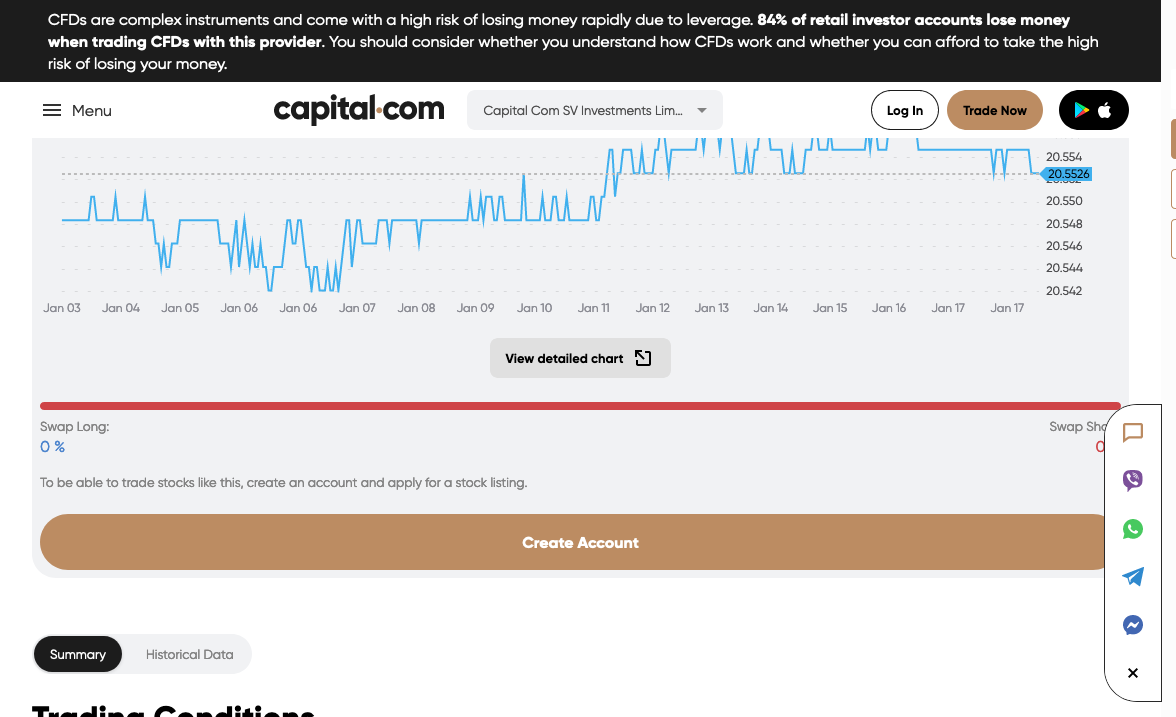 CFDs are complex instruments and come with a high risk of losing money rapidly due to leverage. 84% of retail investor accounts lose money
when trading CFDs with this provider. You should consider whether you understand how CFDs work and whether you can afford to take the high
risk of losing your money.
Menu
capital.com
Capital Com SV Investments Lim...
Log In
Trade Now
20.554
20.5526
20.550
20.548
20.546
20.544
20.542
Jan 03 Jan 04 Jan 05 Jan 06 Jan 06 Jan 07 Jan 08 Jan 09 Jan 10 Jan 11 Jan 12 Jan 13 Jan 14 Jan 15 Jan 16 Jan 17 Jan 17
View detailed chart
Swap Long: Swap
0 % 0
To be able to trade stocks like this, create an account and apply for a stock listing.
Create Account
Summary Historical Data
Trading Conditions